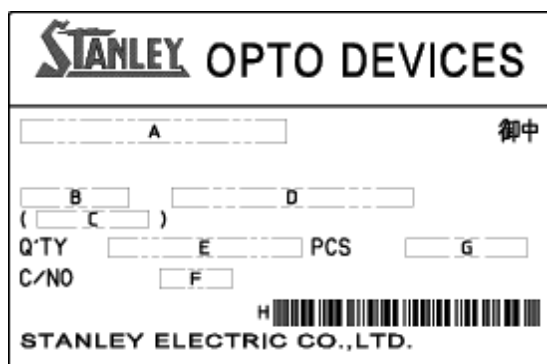 STANLEY OPTO DEVICES
A 御中
B D
( C )
Q'TY E PCS G
C/NO F
H
STANLEY ELECTRIC CO.,LTD.